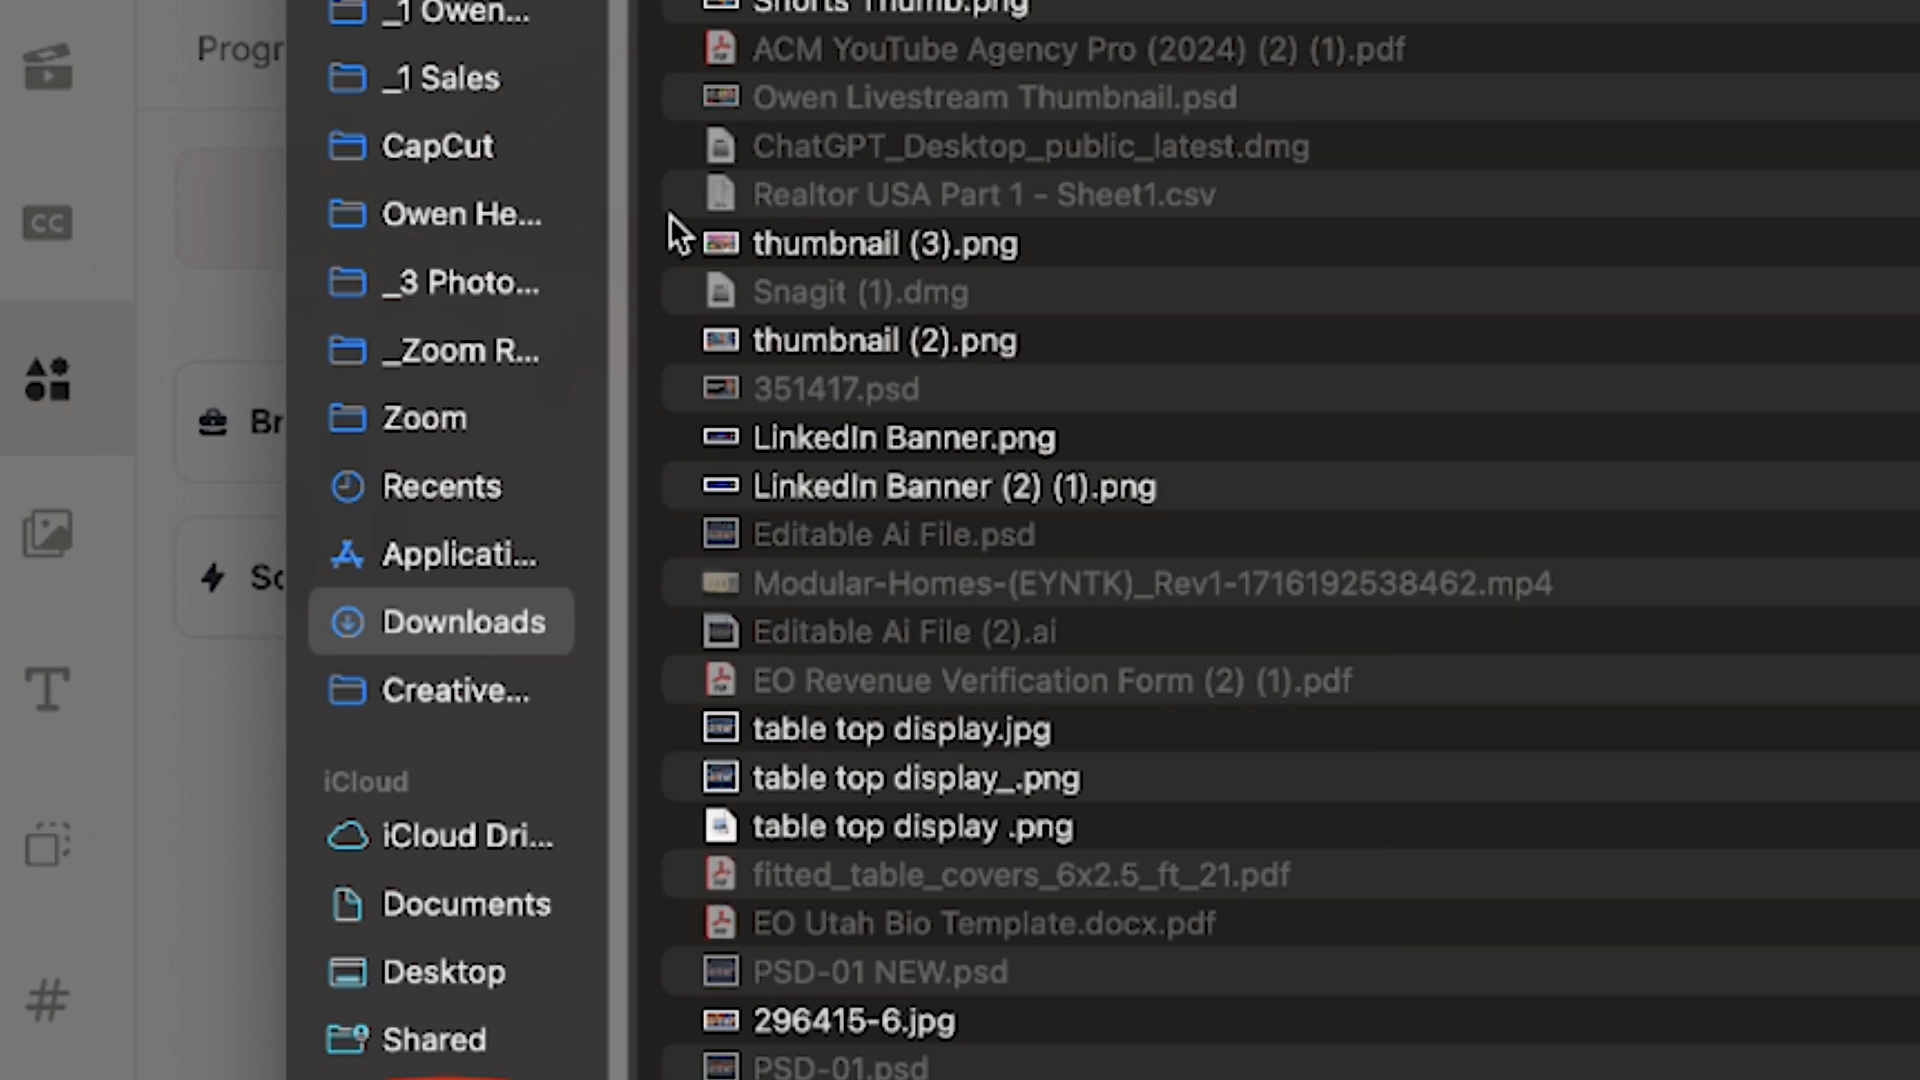 Progr
CC
Br
Sc
_1 Owen...
_1 Sales
CapCut
Owen He...
_3 Photo...
_Zoom R...
Zoom
Recents
Applicati...
Downloads
Creative...
iCloud
iCloud Dri...
Documents
Desktop
Shared
Shorts Thumb.png
ACM YouTube Agency Pro (2024) (2) (1).pdf
Owen Livestream Thumbnail.psd
ChatGPT_Desktop_public_latest.dmg
Realtor USA Part 1 – Sheet1.csv
thumbnail (3).png
Snagit (1).dmg
thumbnail (2).png
351417.psd
LinkedIn Banner.png
LinkedIn Banner (2) (1).png
Editable Ai File.psd
Modular-Homes-(EYNTK)_Rev1-1716192538462.mp4
Editable Ai File (2).ai
EO Revenue Verification Form (2) (1).pdf
table top display.jpg
table top display_.png
table top display .png
fitted_table_covers_6x2.5_ft_21.pdf
EO Utah Bio Template.docx.pdf
PSD-01 NEW.psd
296415-6.jpg
PSD-01.psd